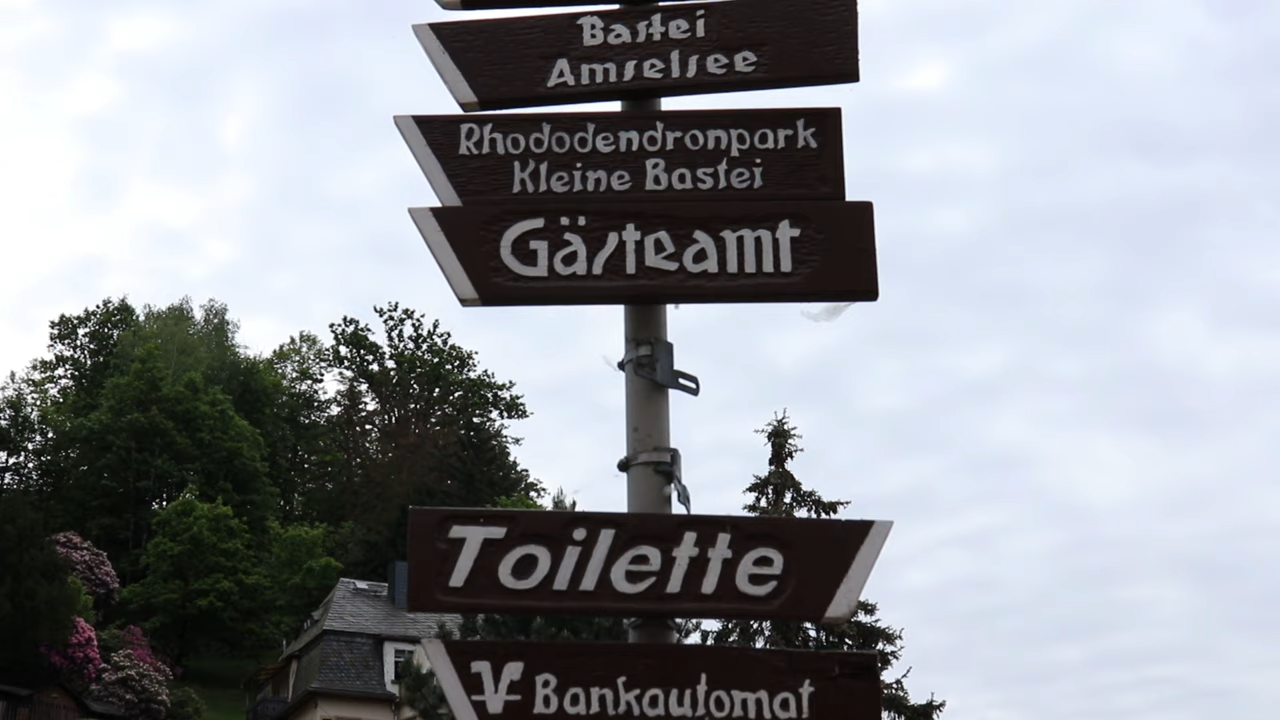 Bastei
Amselsee
Rhododendronpark
Kleine Bastei
Gästeamt
Toilette
Bankautomat